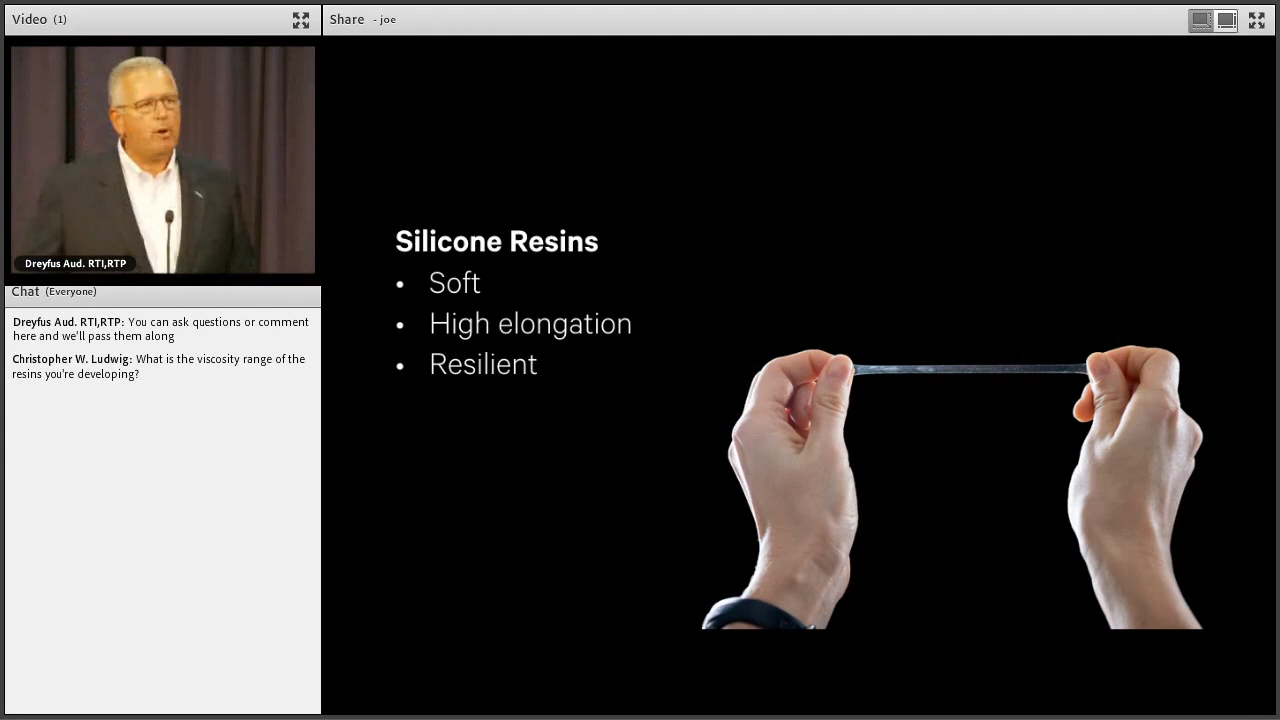 Video (1)
Share - joe
Dreyfus Aud. RTI,RTP
Chat (Everyone)
Dreyfus Aud. RTI,RTP: You can ask questions or comment
here and we'll pass them along
Christopher W. Ludwig: What is the viscosity range of the
resins you're developing?
Silicone Resins
• Soft
• High elongation
• Resilient